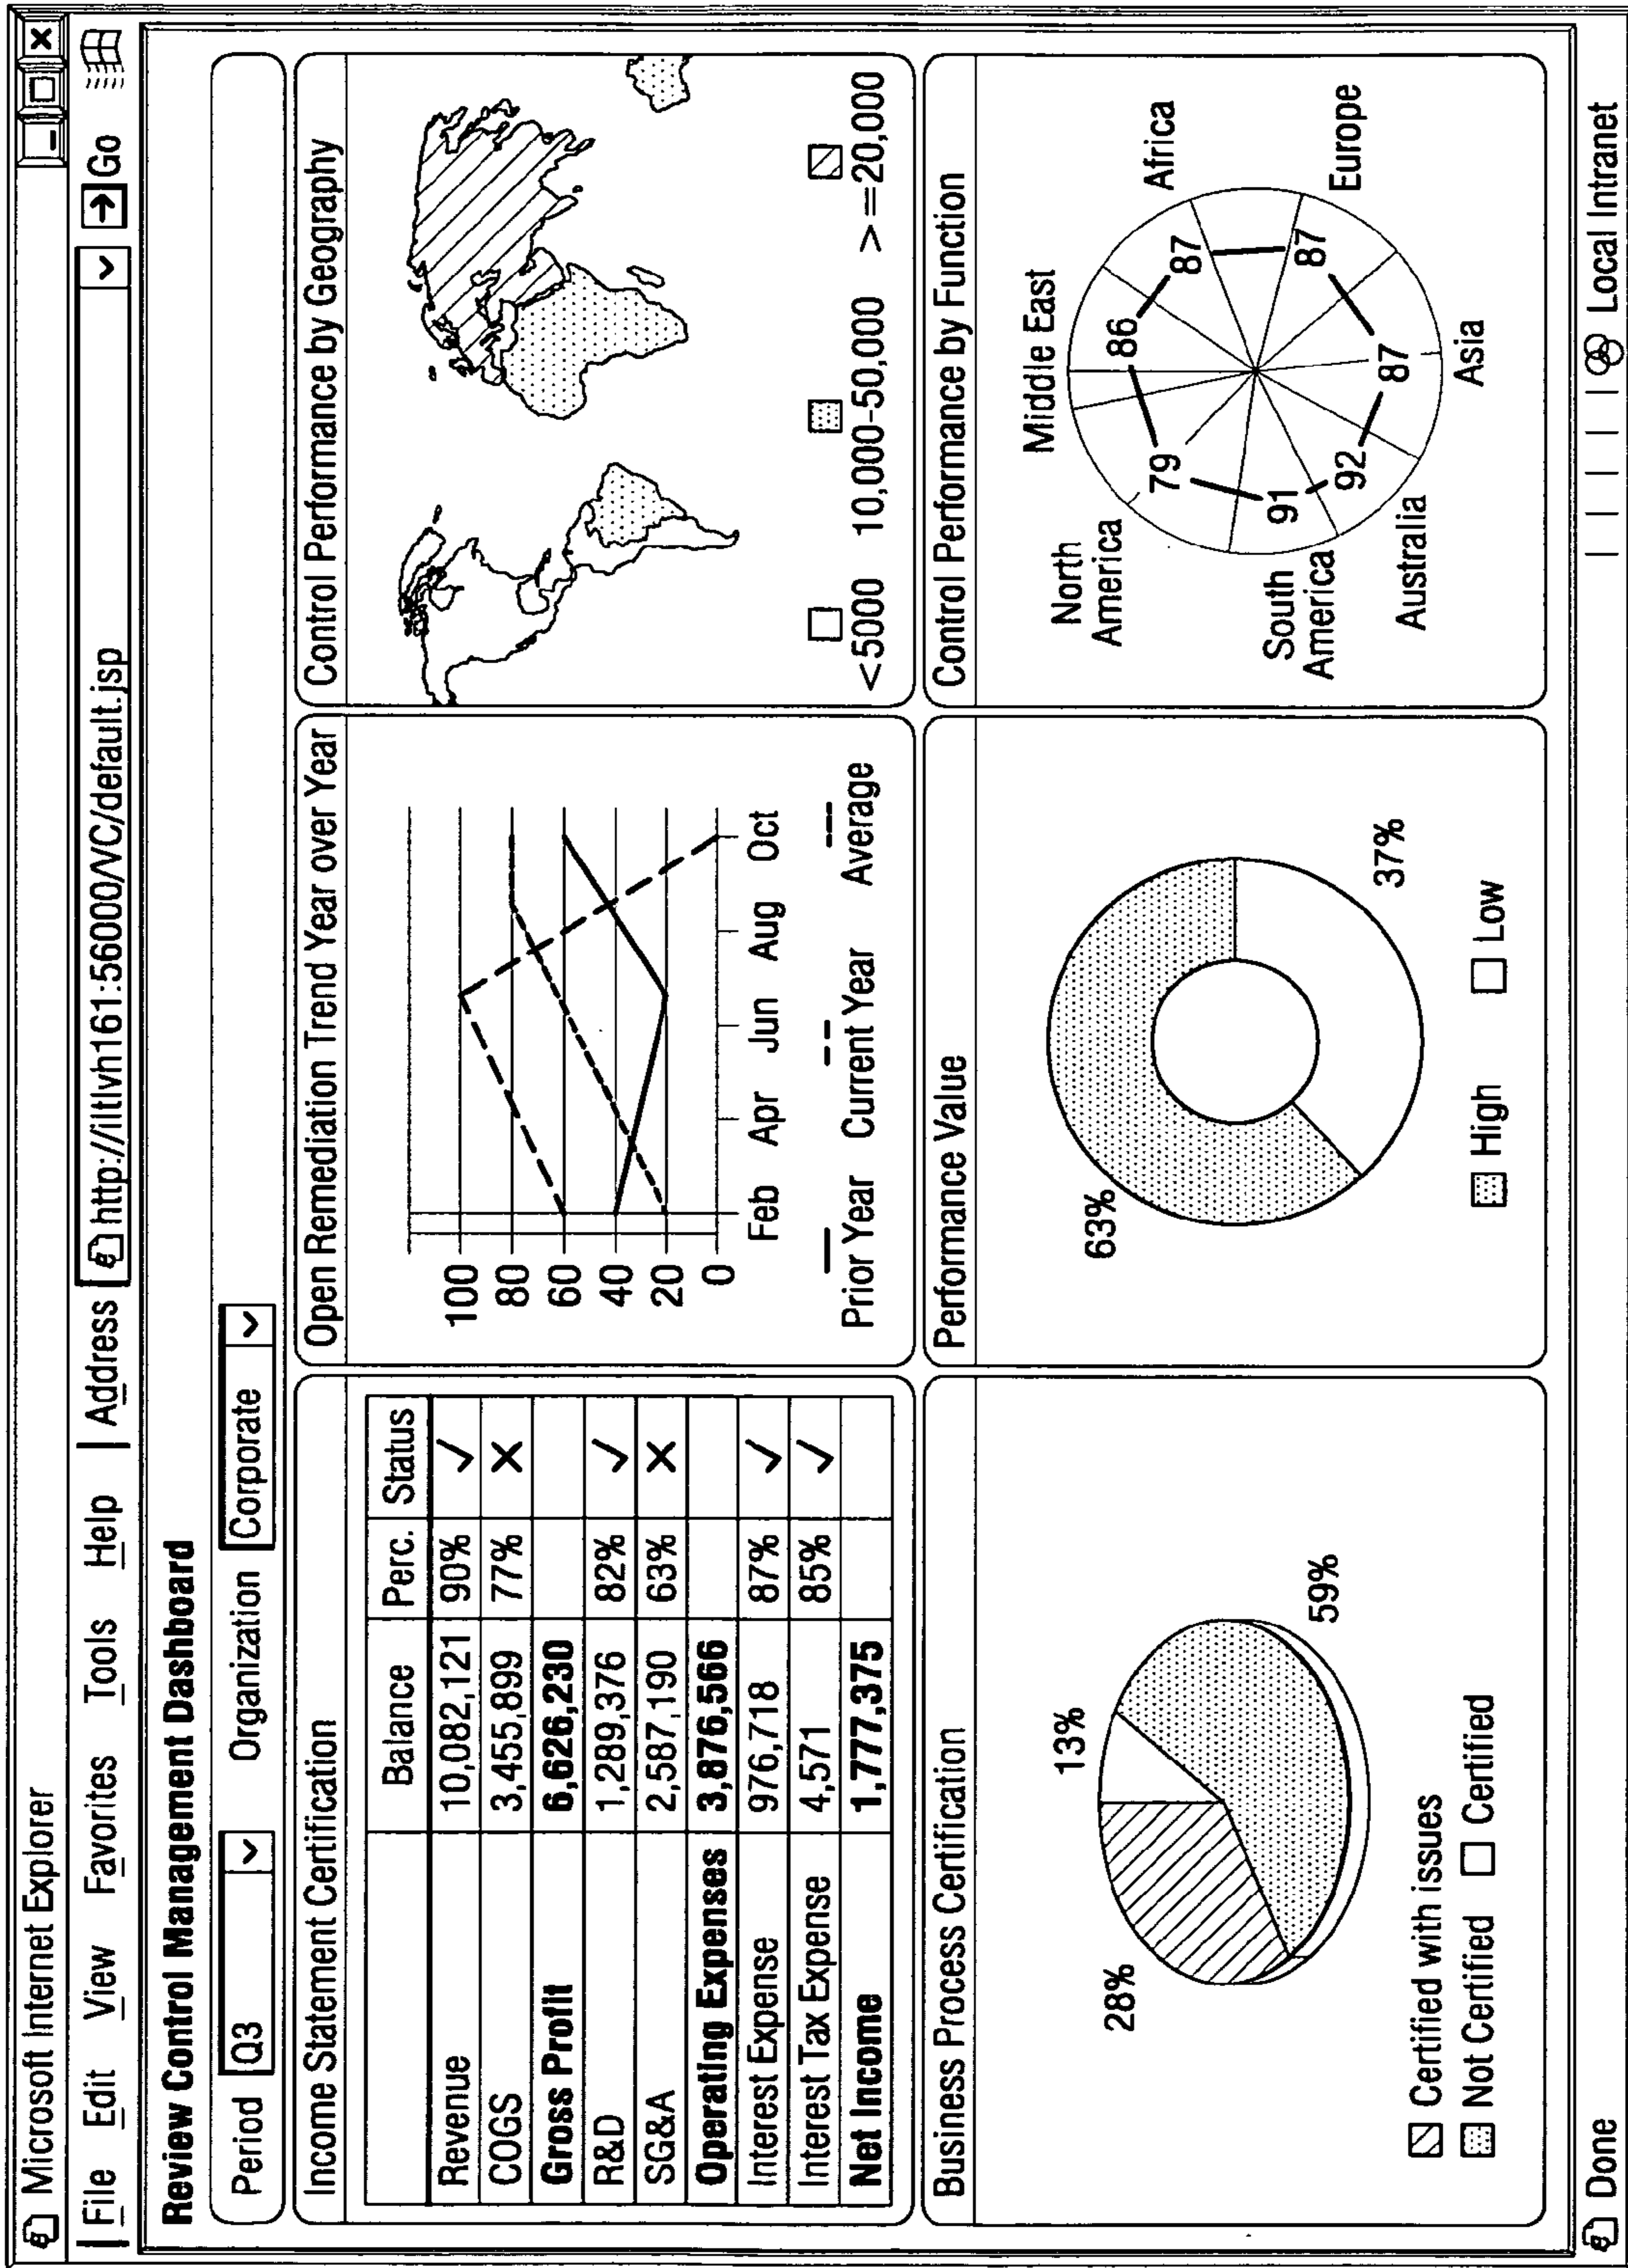 Microsoft Internet Explorer
File Edit View Favorites Tools Help Address http://iltlvh161:56000/VC/default.jsp Go
Review Control Management Dashboard
Period Q3 Organization Corporate
Income Statement Certification
Balance Perc. Status
Revenue 10,082,121 90% ✓
COGS 3,455,899 77% X
Gross Profit 6,626,230
R&D 1,289,376 82% ✓
SG&A 2,587,190 63% X
Operating Expenses 3,876,566
Interest Expense 976,718 87% ✓
Interest Tax Expense 4,571 85% ✓
Net Income 1,777,375
Open Remediation Trend Year over Year
100
80
60
40
20
0
Feb Apr Jun Aug Oct
Prior Year Current Year Average
Control Performance by Geography
<5000 10,000-50,000 >=20,000
Business Process Certification
13%
28%
59%
Certified with issues
Not Certified Certified
Performance Value
63%
37%
High Low
Control Performance by Function
Middle East
North
America
Africa
86
79
87
South
America
91
87
Europe
92
87
Australia
Asia
Done Local Intranet